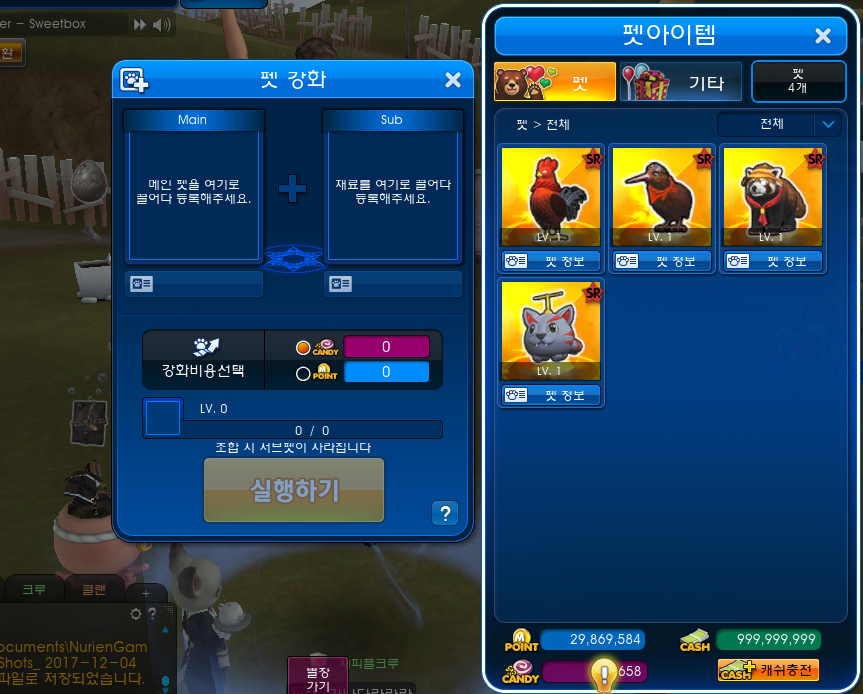 er – Sweetbox
환
펫 강화
Main
Sub
메인 펫을 여기로
끌어다 등록해주세요.
재료를 여기로 끌어다
등록해주세요.
강화비용선택
CANDY
0
POINT
0
LV. 0
0 / 0
조합 시 서브펫이 사라집니다
실행하기
?
펫아이템
펫
기타
펫
4개
펫 > 전체
전체
SR
LV. 1
펫 정보
SR
LV. 1
펫 정보
SR
LV. 1
펫 정보
SR
LV. 1
펫 정보
POINT
29,869,584
CASH
999,999,999
CANDY
658
CASH
캐쉬충전
크루
클랜
+
?
ocuments\NurienGam
Shots_ 2017-12-04
파일로 저장되었습니다.
별장
가기
피플크루